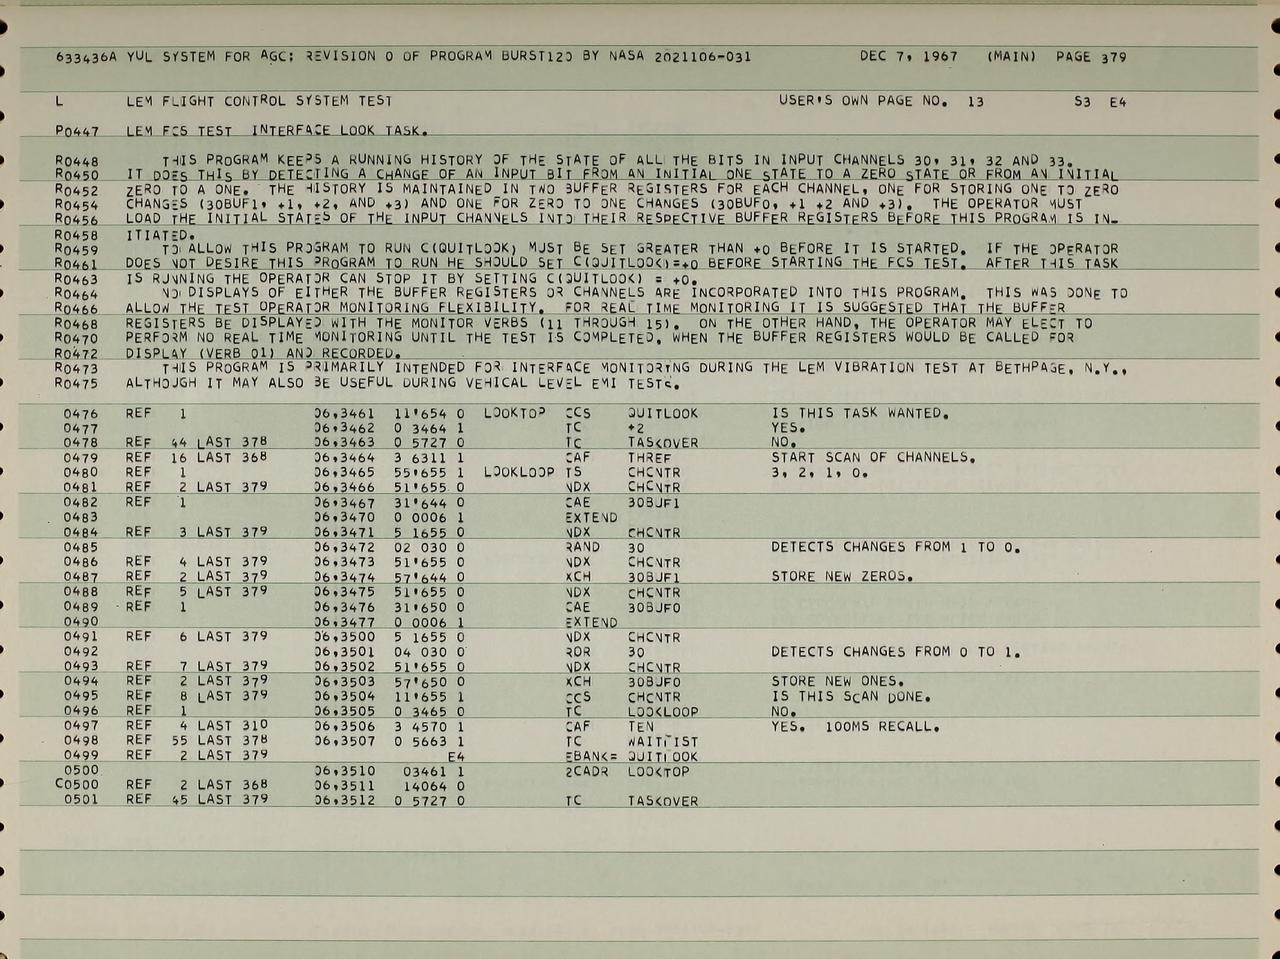 633436A YUL SYSTEM FOR AGC: REVISION 0 OF PROGRAM BURST120 BY NASA 2021106-031 DEC 7, 1967 (MAIN) PAGE 379
L LEM FLIGHT CONTROL SYSTEM TEST USER'S OWN PAGE NO. 13 S3 E4
P0447 LEM FCS TEST INTERFACE LOOK TASK.
R0448 THIS PROGRAM KEEPS A RUNNING HISTORY OF THE STATE OF ALL THE BITS IN INPUT CHANNELS 30, 31, 32 AND 33.
R0450 IT DOES THIS BY DETECTING A CHANGE OF AN INPUT BIT FROM AN INITIAL ONE STATE TO A ZERO STATE OR FROM AN INITIAL
R0452 ZERO TO A ONE. THE HISTORY IS MAINTAINED IN TWO BUFFER REGISTERS FOR EACH CHANNEL, ONE FOR STORING ONE TO ZERO
R0454 CHANGES (30BUF1, +1, +2, AND +3) AND ONE FOR ZERO TO ONE CHANGES (30BUF0, +1 +2 AND +3). THE OPERATOR MUST
R0456 LOAD THE INITIAL STATES OF THE INPUT CHANNELS INTO THEIR RESPECTIVE BUFFER REGISTERS BEFORE THIS PROGRAM IS IN-
R0458 ITIATED.
R0459 TO ALLOW THIS PROGRAM TO RUN C(QUITLOOK) MUST BE SET GREATER THAN +0 BEFORE IT IS STARTED. IF THE OPERATOR
R0461 DOES NOT DESIRE THIS PROGRAM TO RUN HE SHOULD SET C(QUITLOOK)=+0 BEFORE STARTING THE FCS TEST. AFTER THIS TASK
R0463 IS RUNNING THE OPERATOR CAN STOP IT BY SETTING C(QUITLOOK) = +0.
R0464 NO DISPLAYS OF EITHER THE BUFFER REGISTERS OR CHANNELS ARE INCORPORATED INTO THIS PROGRAM. THIS WAS DONE TO
R0466 ALLOW THE TEST OPERATOR MONITORING FLEXIBILITY. FOR REAL TIME MONITORING IT IS SUGGESTED THAT THE BUFFER
R0468 REGISTERS BE DISPLAYED WITH THE MONITOR VERBS (11 THROUGH 15). ON THE OTHER HAND, THE OPERATOR MAY ELECT TO
R0470 PERFORM NO REAL TIME MONITORING UNTIL THE TEST IS COMPLETED, WHEN THE BUFFER REGISTERS WOULD BE CALLED FOR
R0472 DISPLAY (VERB 01) AND RECORDED.
R0473 THIS PROGRAM IS PRIMARILY INTENDED FOR INTERFACE MONITORING DURING THE LEM VIBRATION TEST AT BETHPAGE, N.Y.,
R0475 ALTHOUGH IT MAY ALSO BE USEFUL DURING VEHICAL LEVEL EMI TESTS.
0476 REF 1 06,3461 11'654 0 LOOKTOP CCS QUITLOOK IS THIS TASK WANTED.
0477 06,3462 0 3464 1 TC +2 YES.
0478 REF 44 LAST 378 06,3463 0 5727 0 TC TASKOVER NO.
0479 REF 16 LAST 368 06,3464 3 6311 1 CAF THREE START SCAN OF CHANNELS.
0480 REF 1 06,3465 55'655 1 LOOKLOOP TS CHCNTR 3, 2, 1, 0.
0481 REF 2 LAST 379 06,3466 51'655 0 NDX CHCNTR
0482 REF 1 06,3467 31'644 0 CAE 30BUF1
0483 06,3470 0 0006 1 EXTEND
0484 REF 3 LAST 379 06,3471 5 1655 0 NDX CHCNTR
0485 06,3472 02 030 0 RAND 30 DETECTS CHANGES FROM 1 TO 0.
0486 REF 4 LAST 379 06,3473 51'655 0 NDX CHCNTR
0487 REF 2 LAST 379 06,3474 57'644 0 XCH 30BUF1 STORE NEW ZEROS.
0488 REF 5 LAST 379 06,3475 51'655 0 NDX CHCNTR
0489 REF 1 06,3476 31'650 0 CAE 30BUF0
0490 06,3477 0 0006 1 EXTEND
0491 REF 6 LAST 379 06,3500 5 1655 0 NDX CHCNTR
0492 06,3501 04 030 0 ROR 30 DETECTS CHANGES FROM 0 TO 1.
0493 REF 7 LAST 379 06,3502 51'655 0 NDX CHCNTR
0494 REF 2 LAST 379 06,3503 57'650 0 XCH 30BUF0 STORE NEW ONES.
0495 REF 8 LAST 379 06,3504 11'655 1 CCS CHCNTR IS THIS SCAN DONE.
0496 REF 1 06,3505 0 3465 0 TC LOOKLOOP NO.
0497 REF 4 LAST 310 06,3506 3 4570 1 CAF TEN YES. 100MS RECALL.
0498 REF 55 LAST 378 06,3507 0 5663 1 TC WAITLIST
0499 REF 2 LAST 379 E4 EBANK= QUITLOOK
0500 06,3510 03461 1 2CADR LOOKTOP
C0500 REF 2 LAST 368 06,3511 14064 0
0501 REF 45 LAST 379 06,3512 0 5727 0 TC TASKOVER